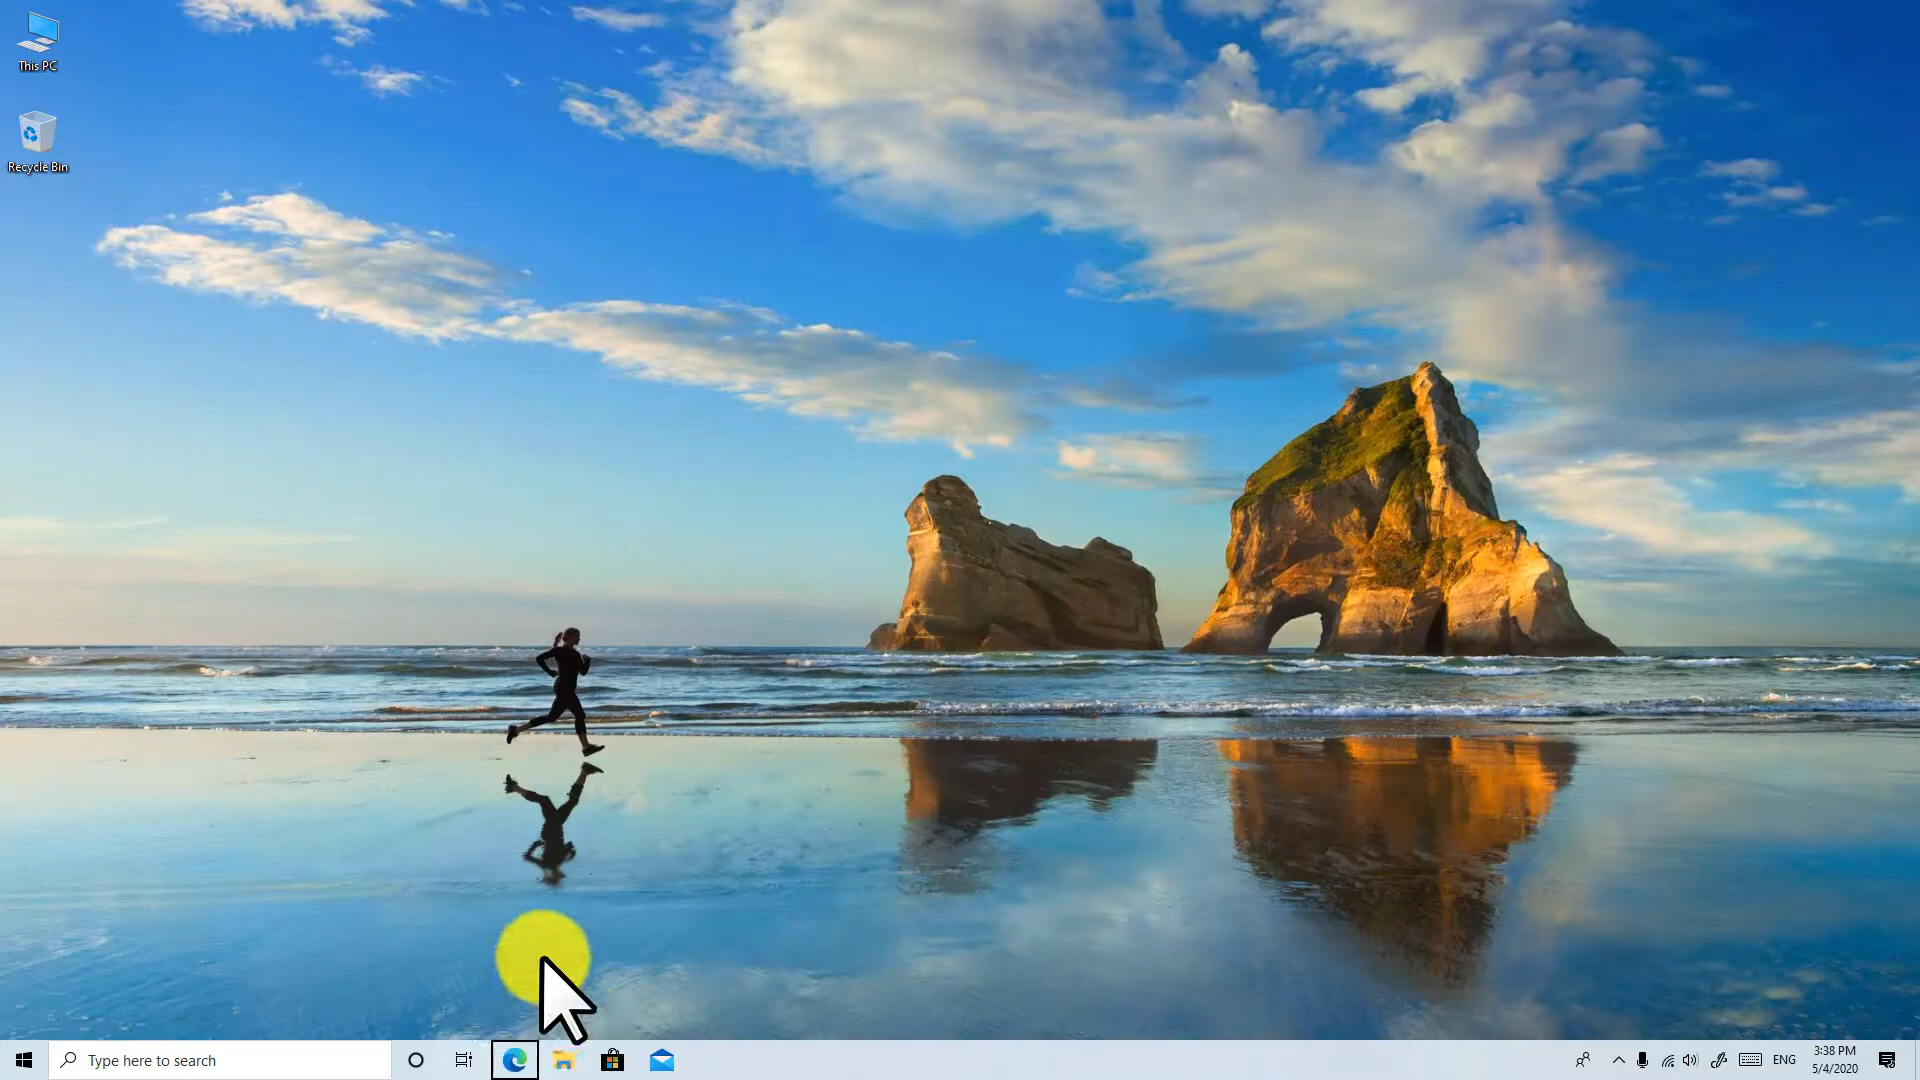 This PC
Recycle Bin
Type here to search
ENG
3:38 PM
5/4/2020